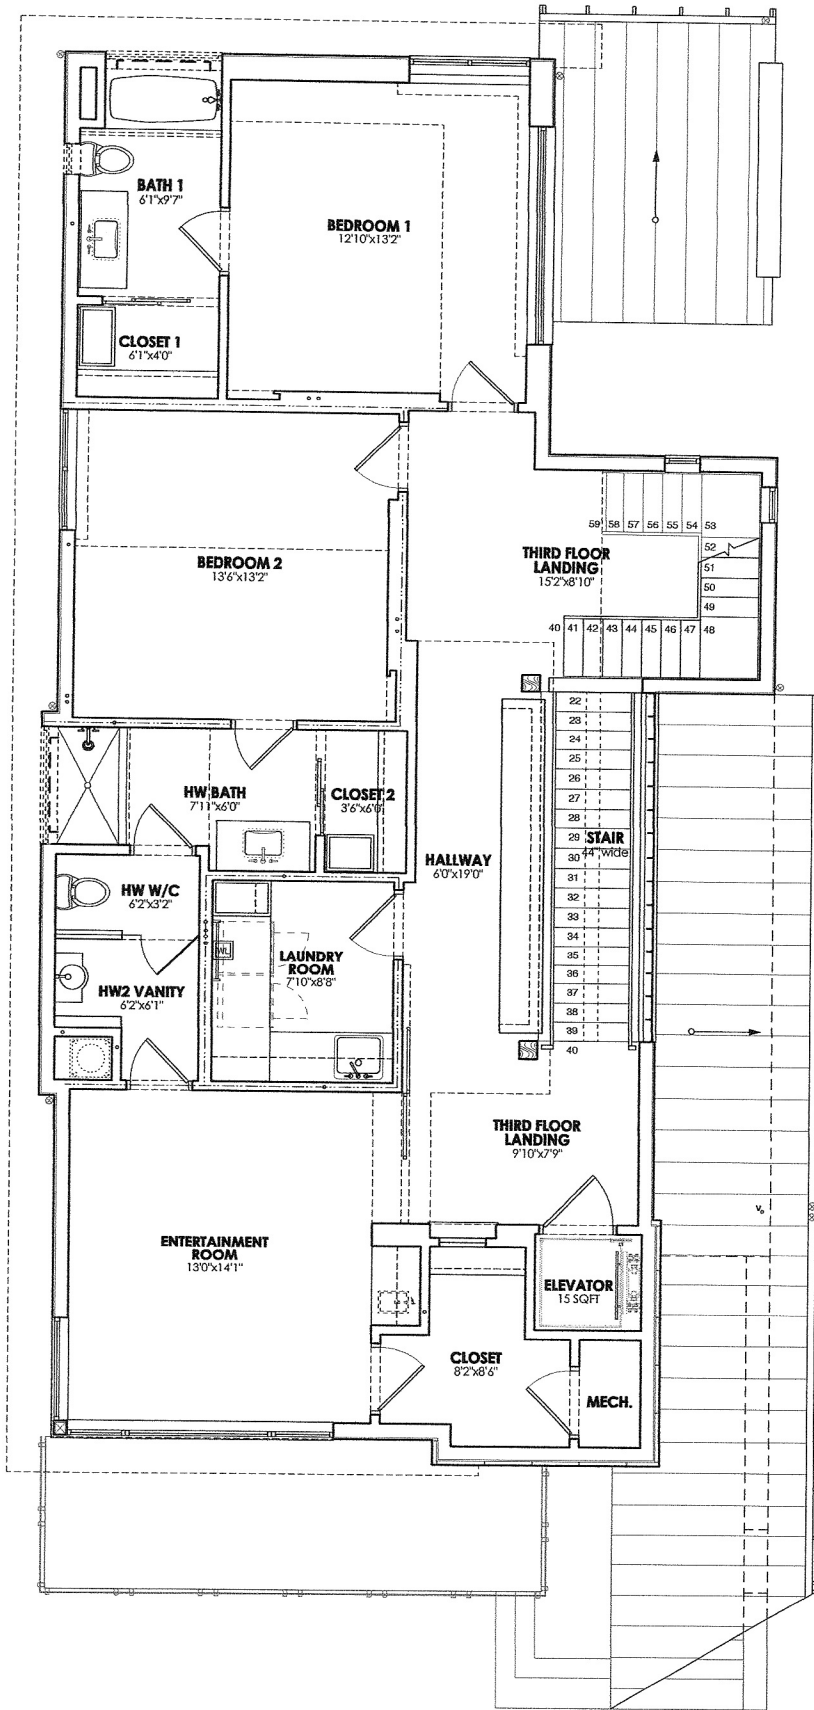 BATH 1
6'1"x9'7"
BEDROOM 1
12'10"x13'2"
CLOSET 1
6'1"x4'0"
59 58 57 56 55 54 53
52
51
50
49
40 41 42 43 44 45 46 47 48
THIRD FLOOR
LANDING
15'2"x8'10"
BEDROOM 2
13'6"x13'2"
22
23
24
25
26
27
28
29
30
31
32
33
34
35
36
37
38
39
40
STAIR
44"wide
HW BATH
7'11"x6'0"
CLOSET 2
3'6"x6'0"
HALLWAY
6'0"x19'0"
HW W/C
6'2"x3'2"
LAUNDRY
ROOM
7'10"x8'8"
HW2 VANITY
6'2"x6'1"
THIRD FLOOR
LANDING
9'10"x7'9"
ENTERTAINMENT
ROOM
13'0"x14'1"
ELEVATOR
15 SQFT
CLOSET
8'2"x8'6"
MECH.